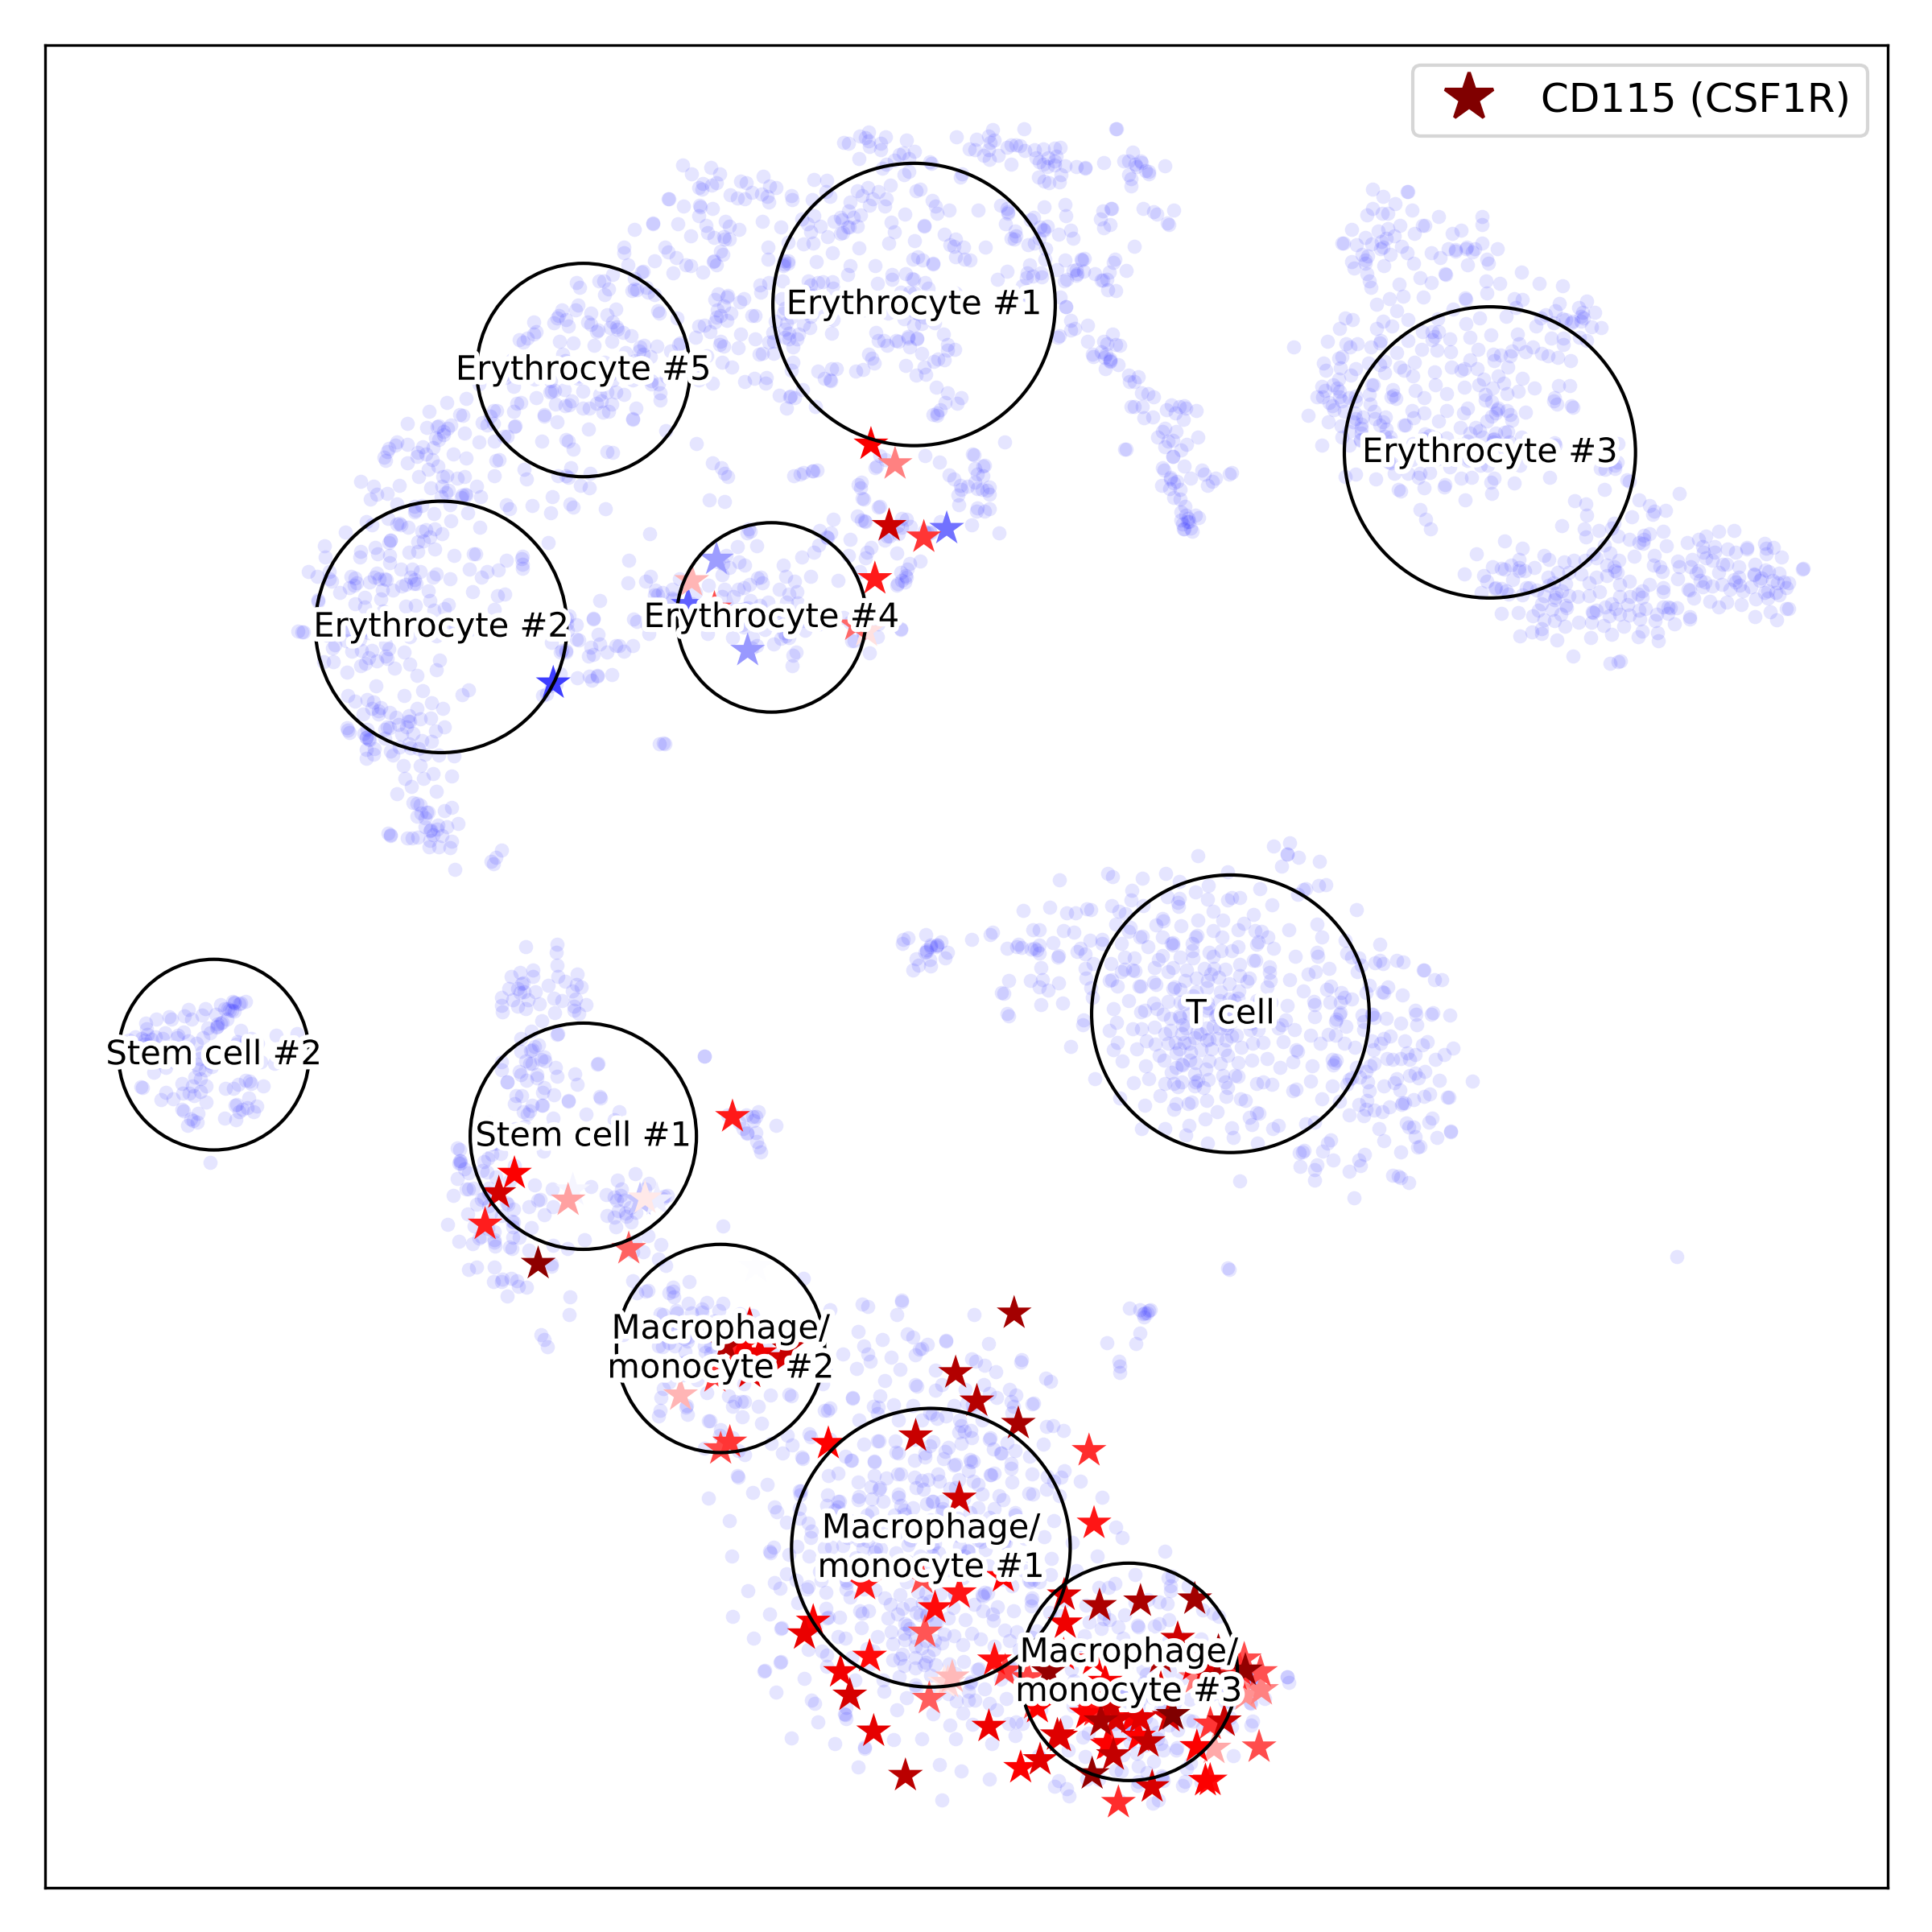 CD115 (CSF1R)
Erythrocyte #1
Erythrocyte #5
Erythrocyte #3
Erythrocyte #4
Erythrocyte #2
T cell
Stem cell #2
Stem cell #1
Macrophage/
monocyte #2
Macrophage/
monocyte #1
Macrophage/
monocyte #3